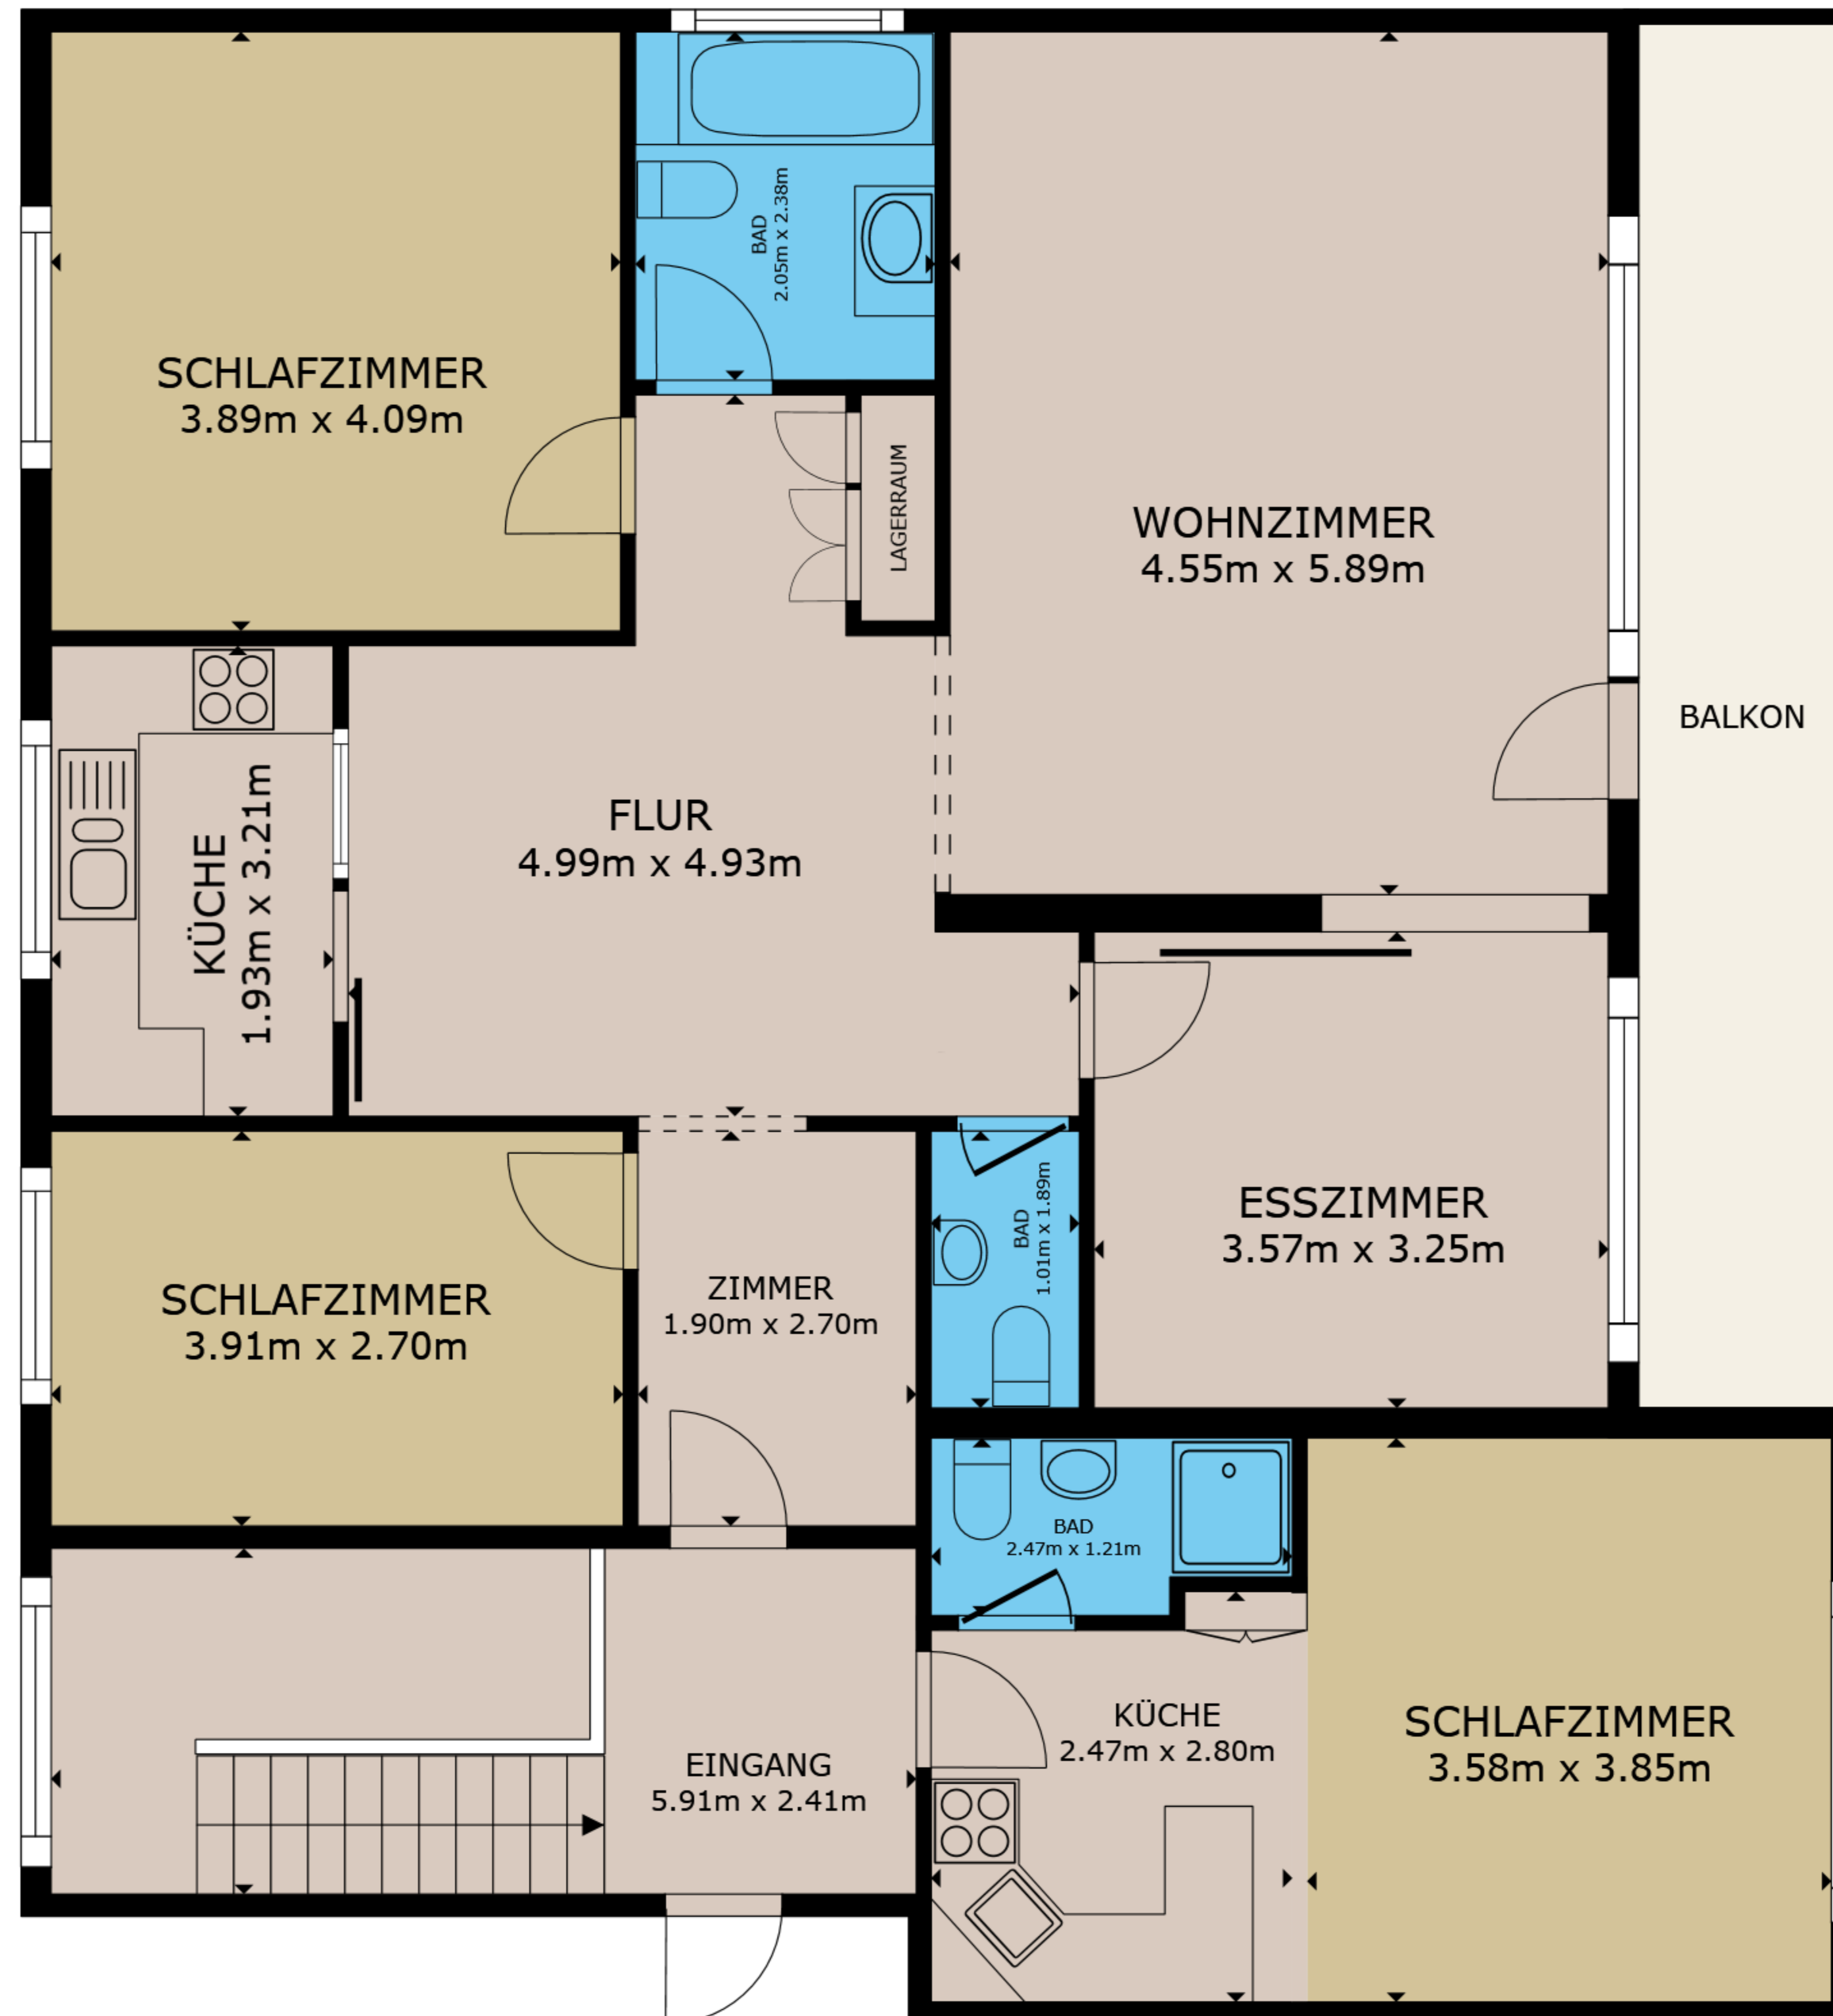 BAD
2.05m x 2.38m
SCHLAFZIMMER
3.89m x 4.09m
LAGERRAUM
WOHNZIMMER
4.55m x 5.89m
BALKON
FLUR
4.99m x 4.93m
KÜCHE
1.93m x 3.21m
BAD
1.01m x 1.89m
ESSZIMMER
3.57m x 3.25m
SCHLAFZIMMER
3.91m x 2.70m
ZIMMER
1.90m x 2.70m
BAD
2.47m x 1.21m
KÜCHE
2.47m x 2.80m
SCHLAFZIMMER
3.58m x 3.85m
EINGANG
5.91m x 2.41m